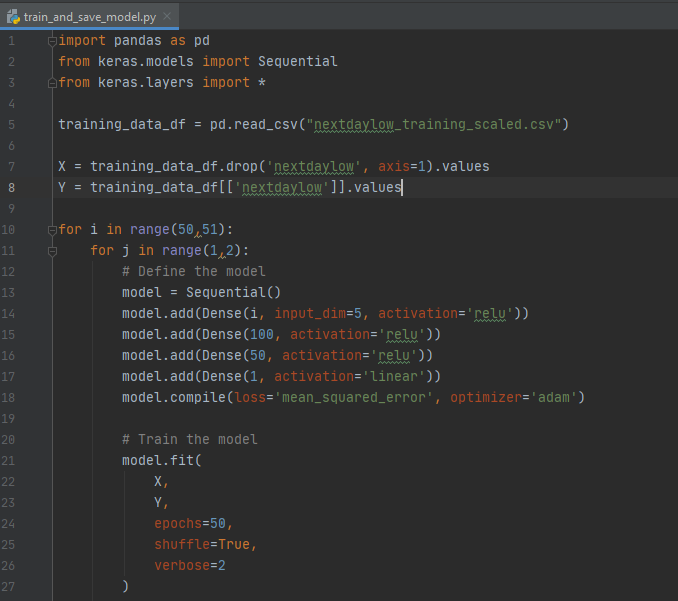 train_and_save_model.py
1 import pandas as pd
2 from keras.models import Sequential
3 from keras.layers import *
4
5 training_data_df = pd.read_csv("nextdaylow_training_scaled.csv")
6
7 X = training_data_df.drop('nextdaylow', axis=1).values
8 Y = training_data_df[['nextdaylow']].values
9
10 for i in range(50,51):
11     for j in range(1,2):
12         # Define the model
13         model = Sequential()
14         model.add(Dense(i, input_dim=5, activation='relu'))
15         model.add(Dense(100, activation='relu'))
16         model.add(Dense(50, activation='relu'))
17         model.add(Dense(1, activation='linear'))
18         model.compile(loss='mean_squared_error', optimizer='adam')
19
20         # Train the model
21         model.fit(
22             X,
23             Y,
24             epochs=50,
25             shuffle=True,
26             verbose=2
27         )